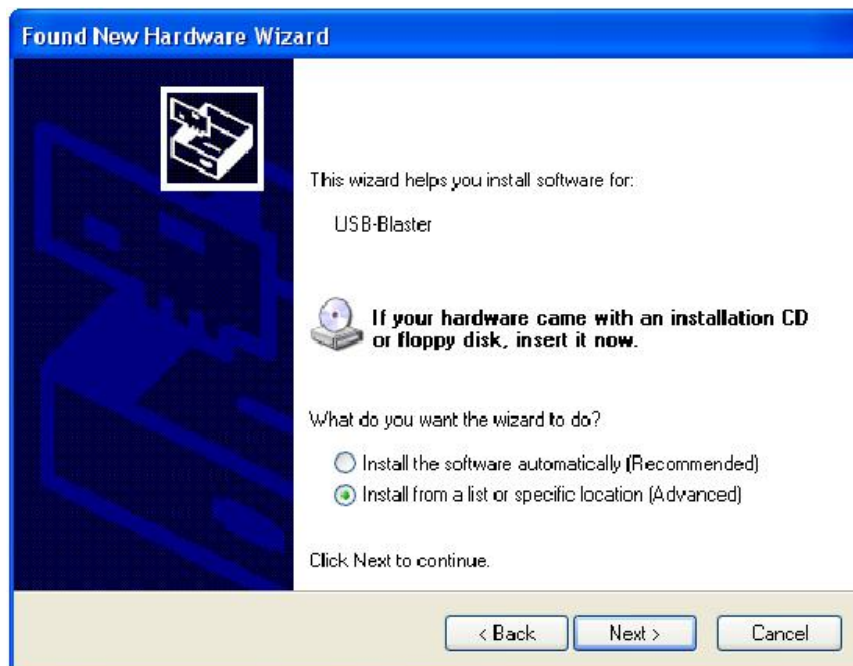 Found New Hardware Wizard
This wizard helps you install software for:
USB-Blaster
If your hardware came with an installation CD
or floppy disk, insert it now.
What do you want the wizard to do?
Install the software automatically (Recommended)
Install from a list or specific location (Advanced)
Click Next to continue.
< Back Next > Cancel